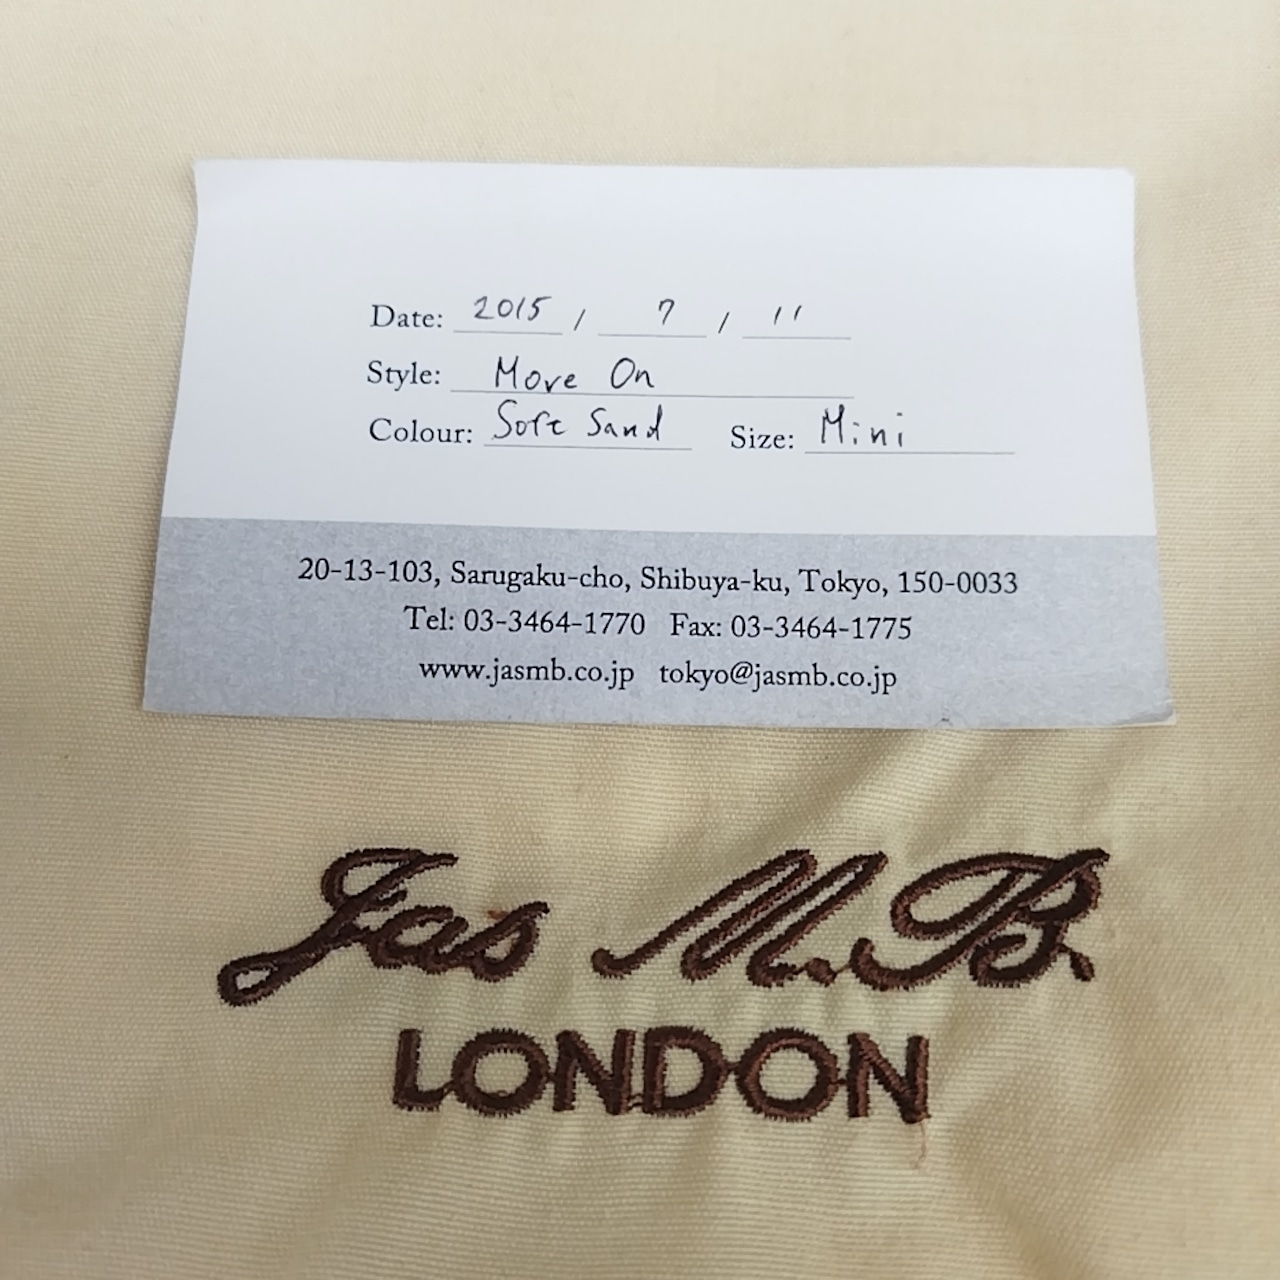 Date: 2015 / 7 / 11
Style: Move On
Colour: Soft Sand Size: Mini
20-13-103, Sarugaku-cho, Shibuya-ku, Tokyo, 150-0033
Tel: 03-3464-1770 Fax: 03-3464-1775
www.jasmb.co.jp tokyo@jasmb.co.jp
Jas M.B.
LONDON